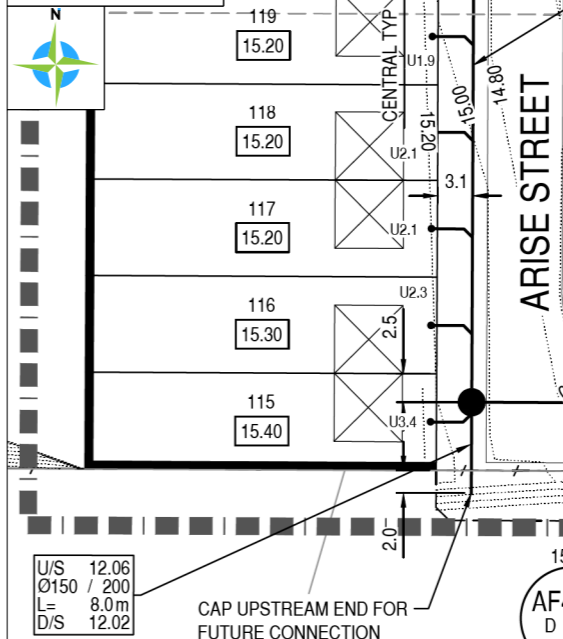 N
119
15.20
CENTRAL TYP
U1.9
15.20
15.00
14.80
118
15.20
U2.1
3.1
ARISE STREET
117
15.20
U2.1
116
15.30
U2.3
2.5
115
15.40
U3.4
2.0
U/S 12.06
Ø150 / 200
L= 8.0m
D/S 12.02
CAP UPSTREAM END FOR
FUTURE CONNECTION
15
AF4
D